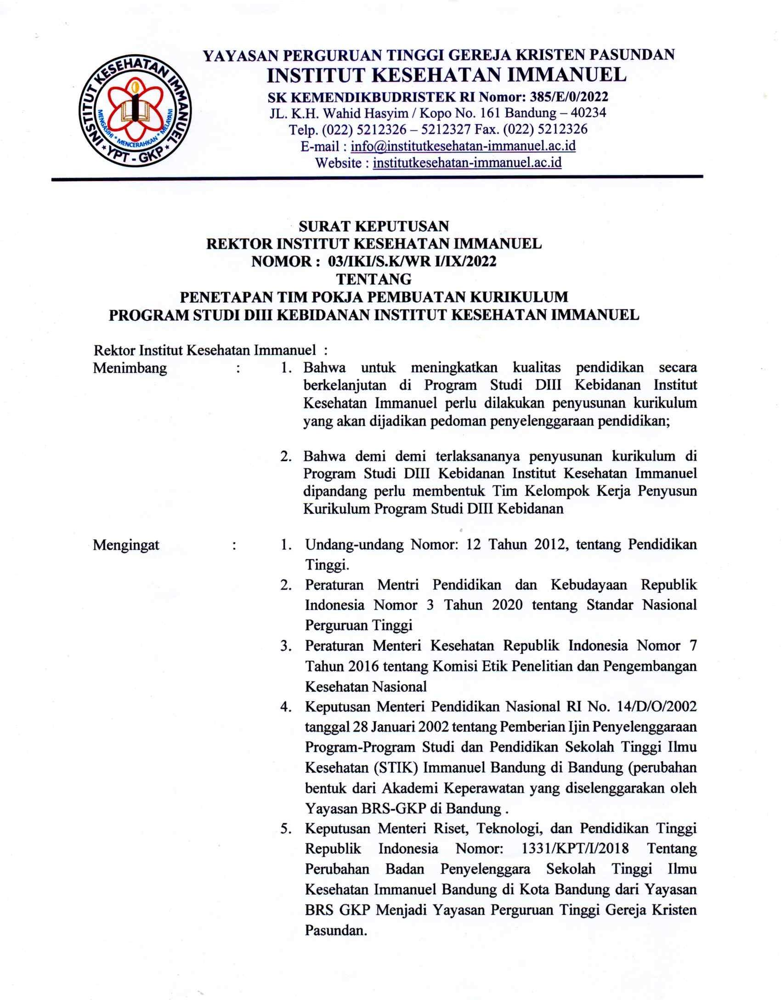 INSTITUT KESEHATAN IMMANUEL
MENGASIHI * MENCERAHKAN * MELAYANI
* YPT - GKP *
YAYASAN PERGURUAN TINGGI GEREJA KRISTEN PASUNDAN
INSTITUT KESEHATAN IMMANUEL
SK KEMENDIKBUDRISTEK RI Nomor: 385/E/0/2022
JL. K.H. Wahid Hasyim / Kopo No. 161 Bandung – 40234
Telp. (022) 5212326 – 5212327 Fax. (022) 5212326
E-mail : info@institutkesehatan-immanuel.ac.id
Website : institutkesehatan-immanuel.ac.id
SURAT KEPUTUSAN
REKTOR INSTITUT KESEHATAN IMMANUEL
NOMOR : 03/IKI/S.K/WR I/IX/2022
TENTANG
PENETAPAN TIM POKJA PEMBUATAN KURIKULUM
PROGRAM STUDI DIII KEBIDANAN INSTITUT KESEHATAN IMMANUEL
Rektor Institut Kesehatan Immanuel :
Menimbang : 1. Bahwa untuk meningkatkan kualitas pendidikan secara
berkelanjutan di Program Studi DIII Kebidanan Institut
Kesehatan Immanuel perlu dilakukan penyusunan kurikulum
yang akan dijadikan pedoman penyelenggaraan pendidikan;
2. Bahwa demi demi terlaksananya penyusunan kurikulum di
Program Studi DIII Kebidanan Institut Kesehatan Immanuel
dipandang perlu membentuk Tim Kelompok Kerja Penyusun
Kurikulum Program Studi DIII Kebidanan
Mengingat : 1. Undang-undang Nomor: 12 Tahun 2012, tentang Pendidikan
Tinggi.
2. Peraturan Mentri Pendidikan dan Kebudayaan Republik
Indonesia Nomor 3 Tahun 2020 tentang Standar Nasional
Perguruan Tinggi
3. Peraturan Menteri Kesehatan Republik Indonesia Nomor 7
Tahun 2016 tentang Komisi Etik Penelitian dan Pengembangan
Kesehatan Nasional
4. Keputusan Menteri Pendidikan Nasional RI No. 14/D/O/2002
tanggal 28 Januari 2002 tentang Pemberian Ijin Penyelenggaraan
Program-Program Studi dan Pendidikan Sekolah Tinggi Ilmu
Kesehatan (STIK) Immanuel Bandung di Bandung (perubahan
bentuk dari Akademi Keperawatan yang diselenggarakan oleh
Yayasan BRS-GKP di Bandung .
5. Keputusan Menteri Riset, Teknologi, dan Pendidikan Tinggi
Republik Indonesia Nomor: 1331/KPT/I/2018 Tentang
Perubahan Badan Penyelenggara Sekolah Tinggi Ilmu
Kesehatan Immanuel Bandung di Kota Bandung dari Yayasan
BRS GKP Menjadi Yayasan Perguruan Tinggi Gereja Kristen
Pasundan.